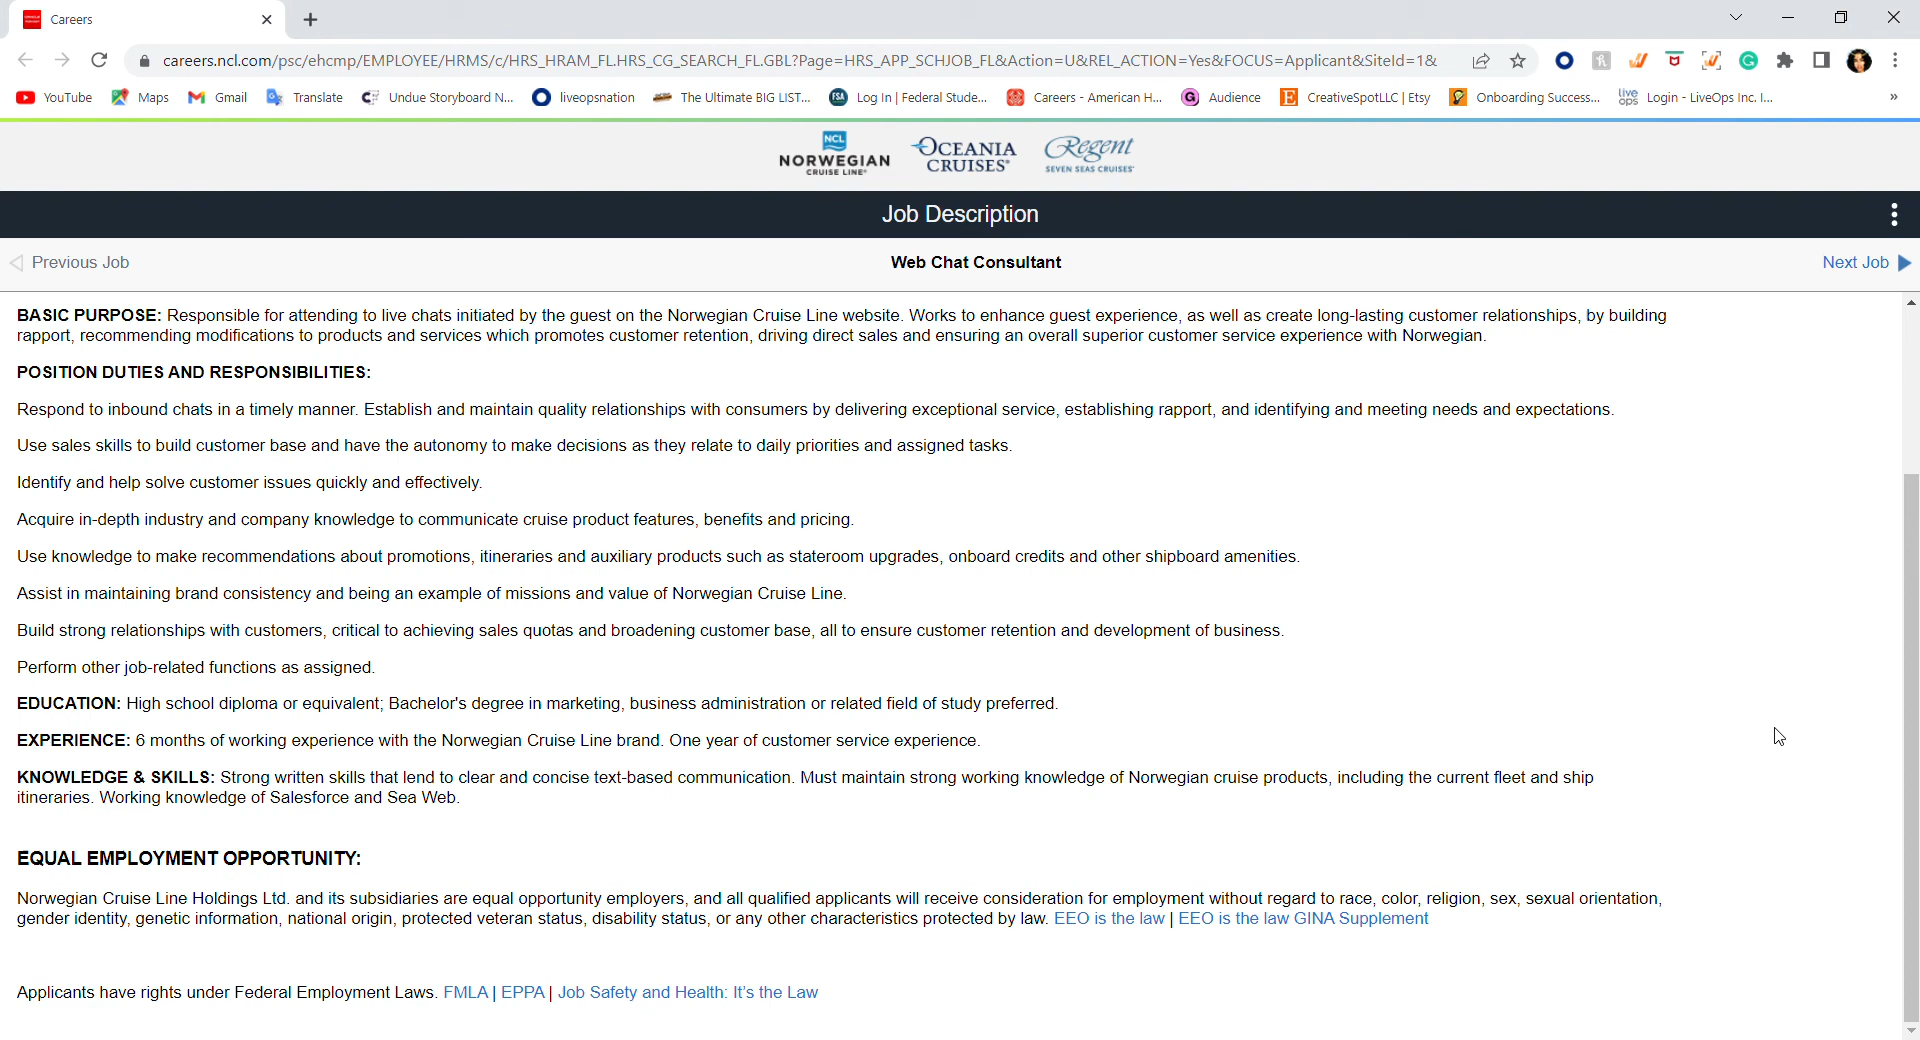 Careers
careers.ncl.com/psc/ehcmp/EMPLOYEE/HRMS/c/HRS_HRAM_FL.HRS_CG_SEARCH_FL.GBL?Page=HRS_APP_SCHJOB_FL&Action=U&REL_ACTION=Yes&FOCUS=Applicant&SiteId=1&
YouTube Maps Gmail Translate Undue Storyboard N... liveopsnation The Ultimate BIG LIST... FSA Log In | Federal Stude... Careers - American H... Audience CreativeSpotLLC | Etsy Onboarding Success... live ops Login - LiveOps Inc. I... »
NCL
NORWEGIAN
CRUISE LINE®
OCEANIA
CRUISES®
Regent
SEVEN SEAS CRUISES
Job Description
Previous Job
Web Chat Consultant
Next Job
BASIC PURPOSE: Responsible for attending to live chats initiated by the guest on the Norwegian Cruise Line website. Works to enhance guest experience, as well as create long-lasting customer relationships, by building
rapport, recommending modifications to products and services which promotes customer retention, driving direct sales and ensuring an overall superior customer service experience with Norwegian.
POSITION DUTIES AND RESPONSIBILITIES:
Respond to inbound chats in a timely manner. Establish and maintain quality relationships with consumers by delivering exceptional service, establishing rapport, and identifying and meeting needs and expectations.
Use sales skills to build customer base and have the autonomy to make decisions as they relate to daily priorities and assigned tasks.
Identify and help solve customer issues quickly and effectively.
Acquire in-depth industry and company knowledge to communicate cruise product features, benefits and pricing.
Use knowledge to make recommendations about promotions, itineraries and auxiliary products such as stateroom upgrades, onboard credits and other shipboard amenities.
Assist in maintaining brand consistency and being an example of missions and value of Norwegian Cruise Line.
Build strong relationships with customers, critical to achieving sales quotas and broadening customer base, all to ensure customer retention and development of business.
Perform other job-related functions as assigned.
EDUCATION: High school diploma or equivalent; Bachelor's degree in marketing, business administration or related field of study preferred.
EXPERIENCE: 6 months of working experience with the Norwegian Cruise Line brand. One year of customer service experience.
KNOWLEDGE & SKILLS: Strong written skills that lend to clear and concise text-based communication. Must maintain strong working knowledge of Norwegian cruise products, including the current fleet and ship
itineraries. Working knowledge of Salesforce and Sea Web.
EQUAL EMPLOYMENT OPPORTUNITY:
Norwegian Cruise Line Holdings Ltd. and its subsidiaries are equal opportunity employers, and all qualified applicants will receive consideration for employment without regard to race, color, religion, sex, sexual orientation,
gender identity, genetic information, national origin, protected veteran status, disability status, or any other characteristics protected by law. EEO is the law | EEO is the law GINA Supplement
Applicants have rights under Federal Employment Laws. FMLA | EPPA | Job Safety and Health: It's the Law